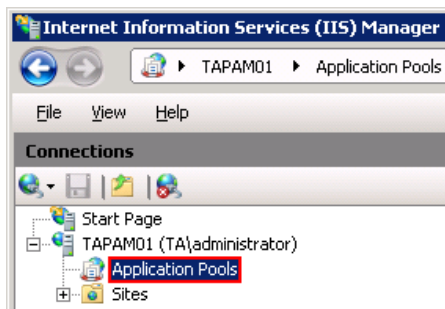 Internet Information Services (IIS) Manager
TAPAM01 Application Pools
File View Help
Connections
Start Page
TAPAM01 (TA\administrator)
Application Pools
Sites